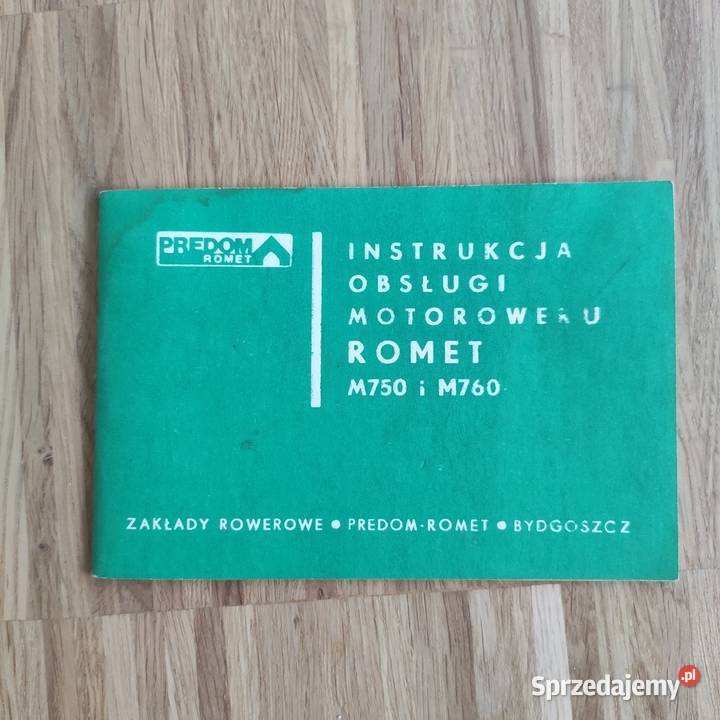 PREDOM
ROMET
INSTRUKCJA
OBSŁUGI
MOTOROWERU
ROMET
M750 i M760
ZAKŁADY ROWEROWE ● PREDOM-ROMET ● BYDGOSZCZ
Sprzedajemy.pl